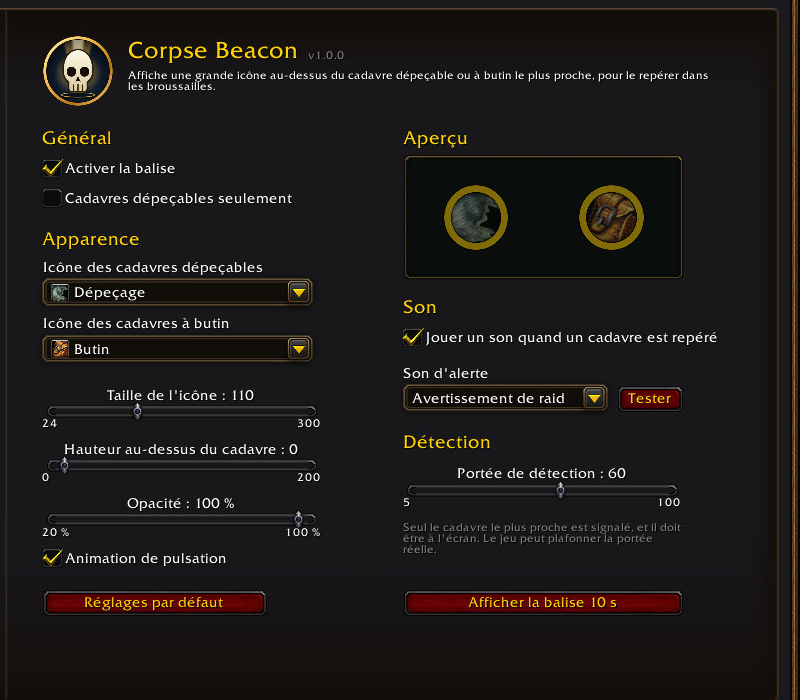 Corpse Beacon v1.0.0
Affiche une grande icône au-dessus du cadavre dépeçable ou à butin le plus proche, pour le repérer dans
les broussailles.
Général
Activer la balise
Cadavres dépeçables seulement
Apparence
Icône des cadavres dépeçables
Dépeçage
Icône des cadavres à butin
Butin
Taille de l'icône : 110
24 300
Hauteur au-dessus du cadavre : 0
0 200
Opacité : 100 %
20 % 100 %
Animation de pulsation
Réglages par défaut
Aperçu
Son
Jouer un son quand un cadavre est repéré
Son d'alerte
Avertissement de raid Tester
Détection
Portée de détection : 60
5 100
Seul le cadavre le plus proche est signalé, et il doit
être à l'écran. Le jeu peut plafonner la portée
réelle.
Afficher la balise 10 s